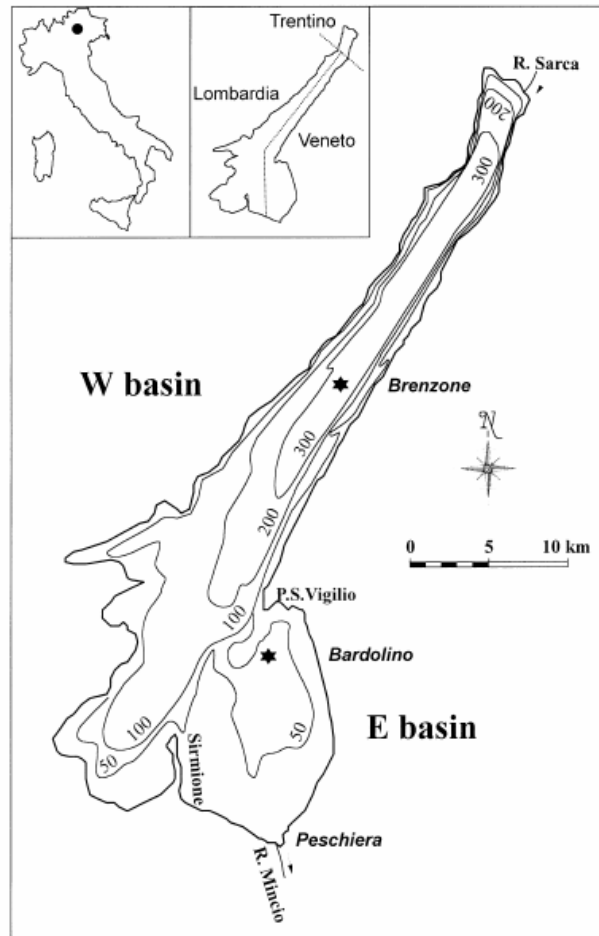 Trentino
Lombardia
Veneto
R. Sarca
200
300
W basin
Brenzone
N
300
200
0 5 10 km
P.S.Vigilio
100
Bardolino
E basin
100
50
50
Sirmione
Peschiera
R. Mincio